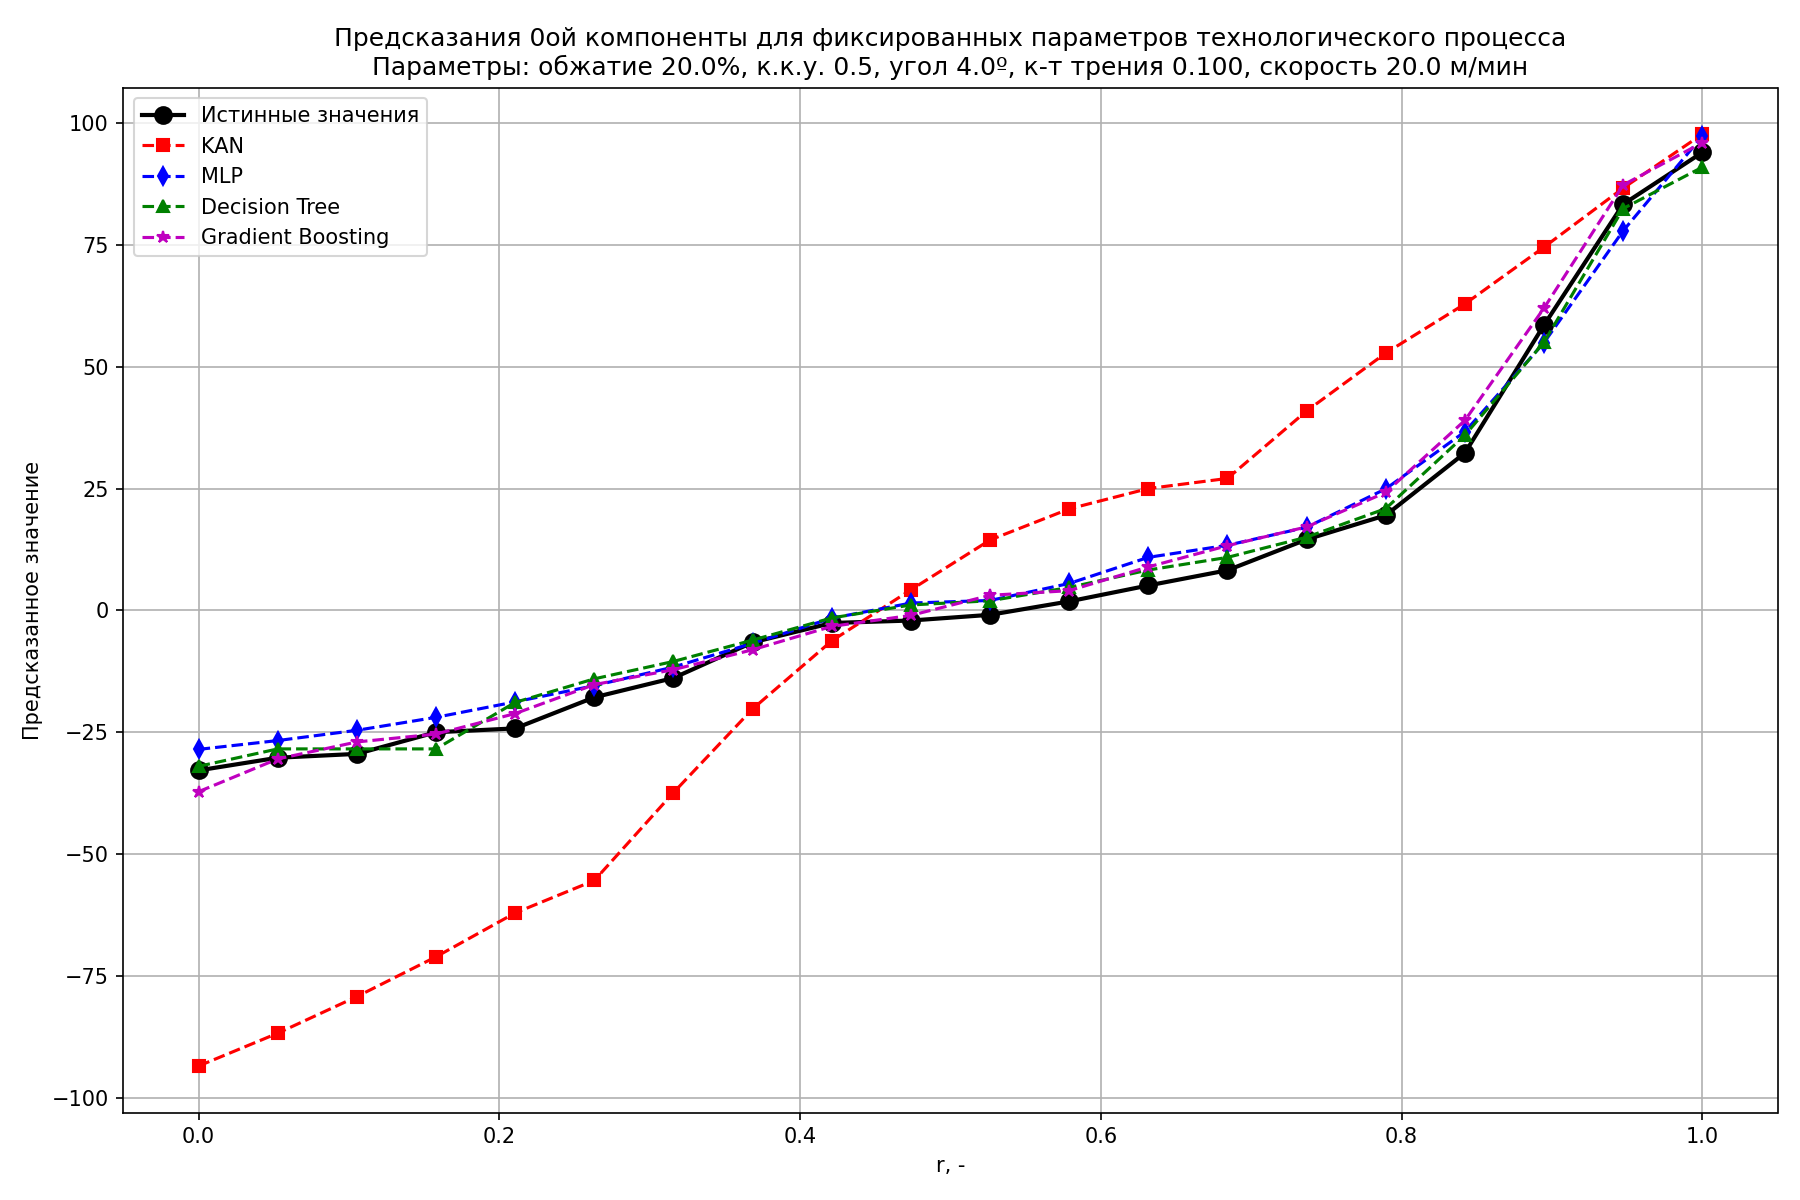 Предсказания 0ой компоненты для фиксированных параметров технологического процесса
Параметры: обжатие 20.0%, к.к.у. 0.5, угол 4.0º, к-т трения 0.100, скорость 20.0 м/мин
Истинные значения
KAN
MLP
Decision Tree
Gradient Boosting
Предсказанное значение
100
75
50
25
0
−25
−50
−75
−100
0.0
0.2
0.4
0.6
0.8
1.0
r, -